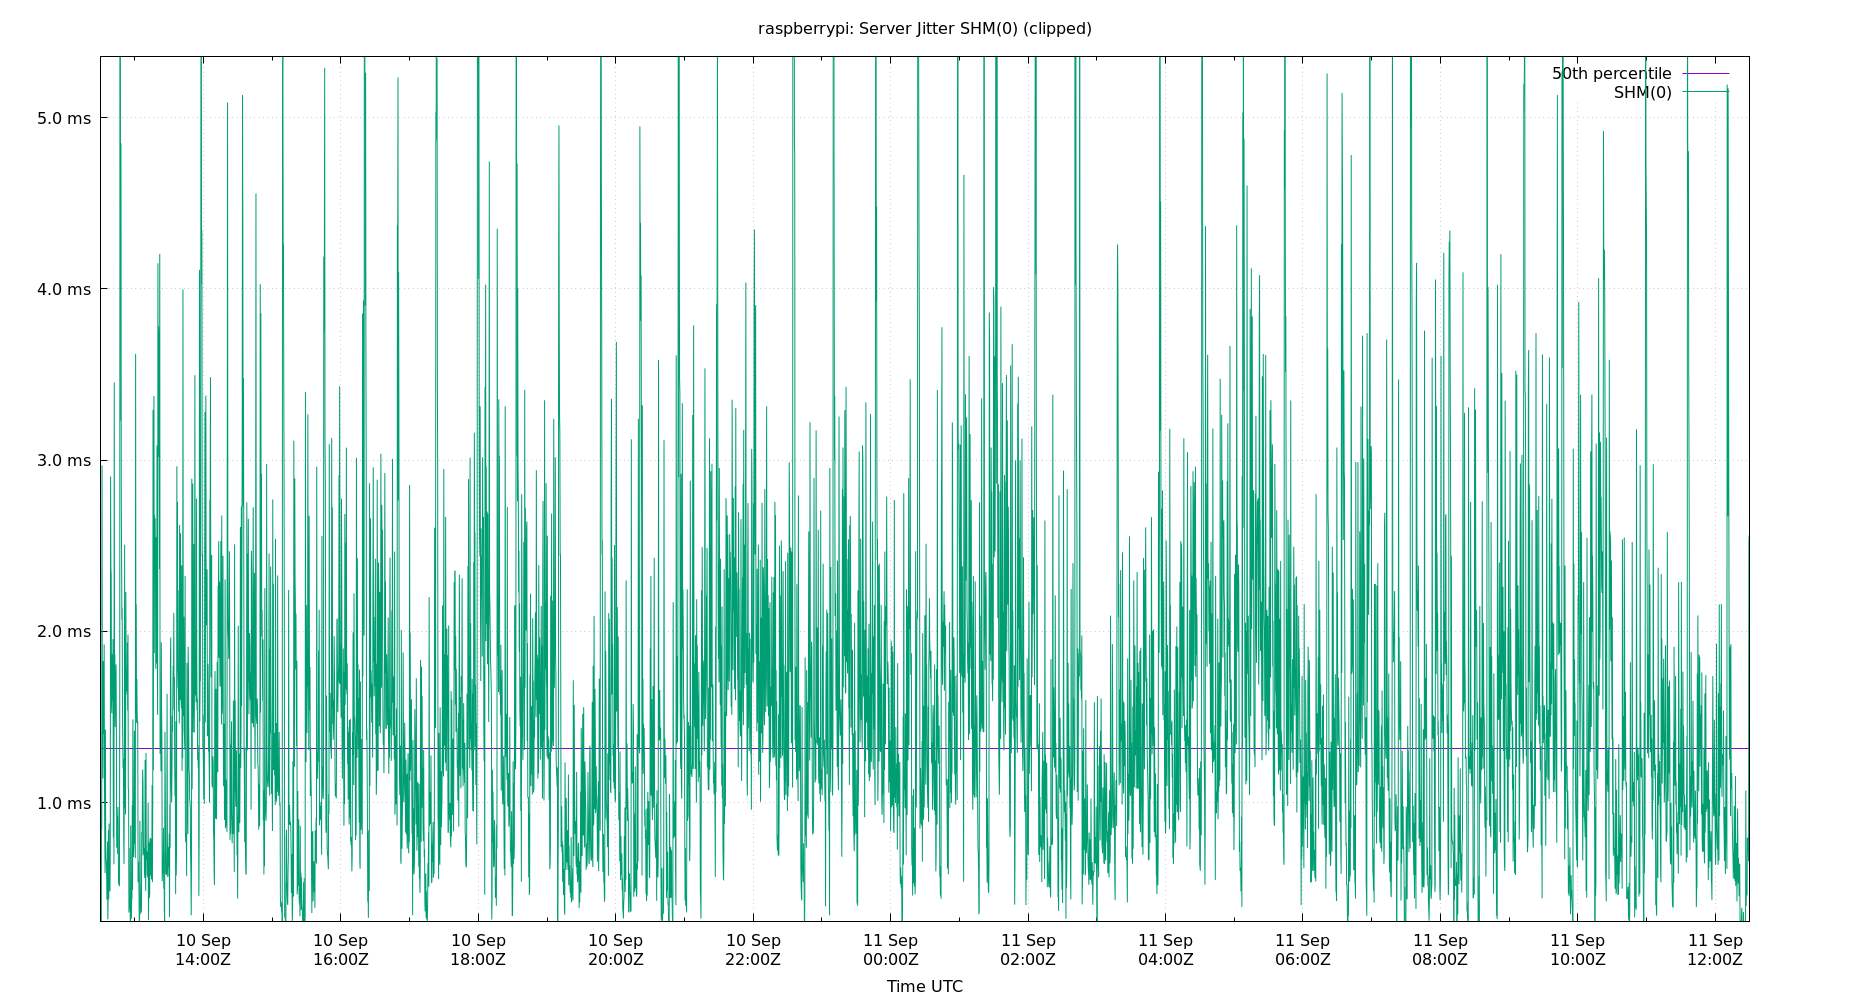 raspberrypi: Server Jitter SHM(0) (clipped)
50th percentile
SHM(0)
5.0 ms
4.0 ms
3.0 ms
2.0 ms
1.0 ms
10 Sep 10 Sep 10 Sep 10 Sep 10 Sep 11 Sep 11 Sep 11 Sep 11 Sep 11 Sep 11 Sep 11 Sep
14:00Z 16:00Z 18:00Z 20:00Z 22:00Z 00:00Z 02:00Z 04:00Z 06:00Z 08:00Z 10:00Z 12:00Z
Time UTC